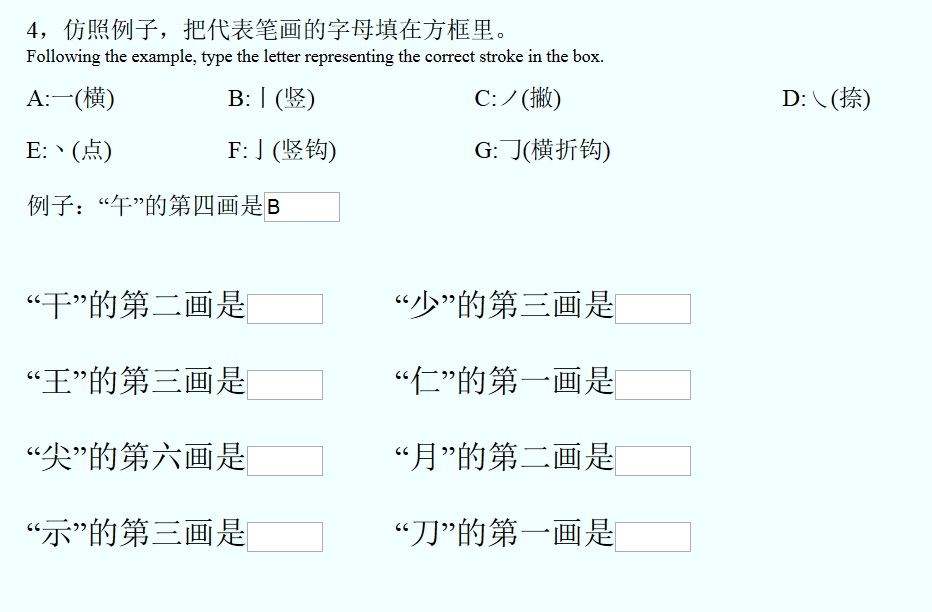 4，仿照例子，把代表笔画的字母填在方框里。
Following the example, type the letter representing the correct stroke in the box.
A:一(横) B:丨(竖) C:ノ(撇) D:㇏(捺)
E:丶(点) F:亅(竖钩) G:𠃌(横折钩)
例子：“午”的第四画是B
“干”的第二画是 “少”的第三画是
“王”的第三画是 “仁”的第一画是
“尖”的第六画是 “月”的第二画是
“示”的第三画是 “刀”的第一画是